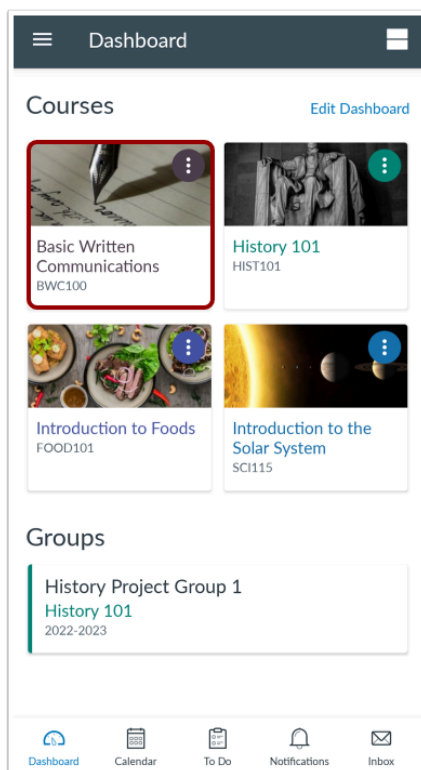 Dashboard
Courses
Edit Dashboard
Basic Written
Communications
BWC100
History 101
HIST101
Introduction to Foods
FOOD101
Introduction to the
Solar System
SCI115
Groups
History Project Group 1
History 101
2022-2023
Dashboard
Calendar
To Do
Notifications
Inbox